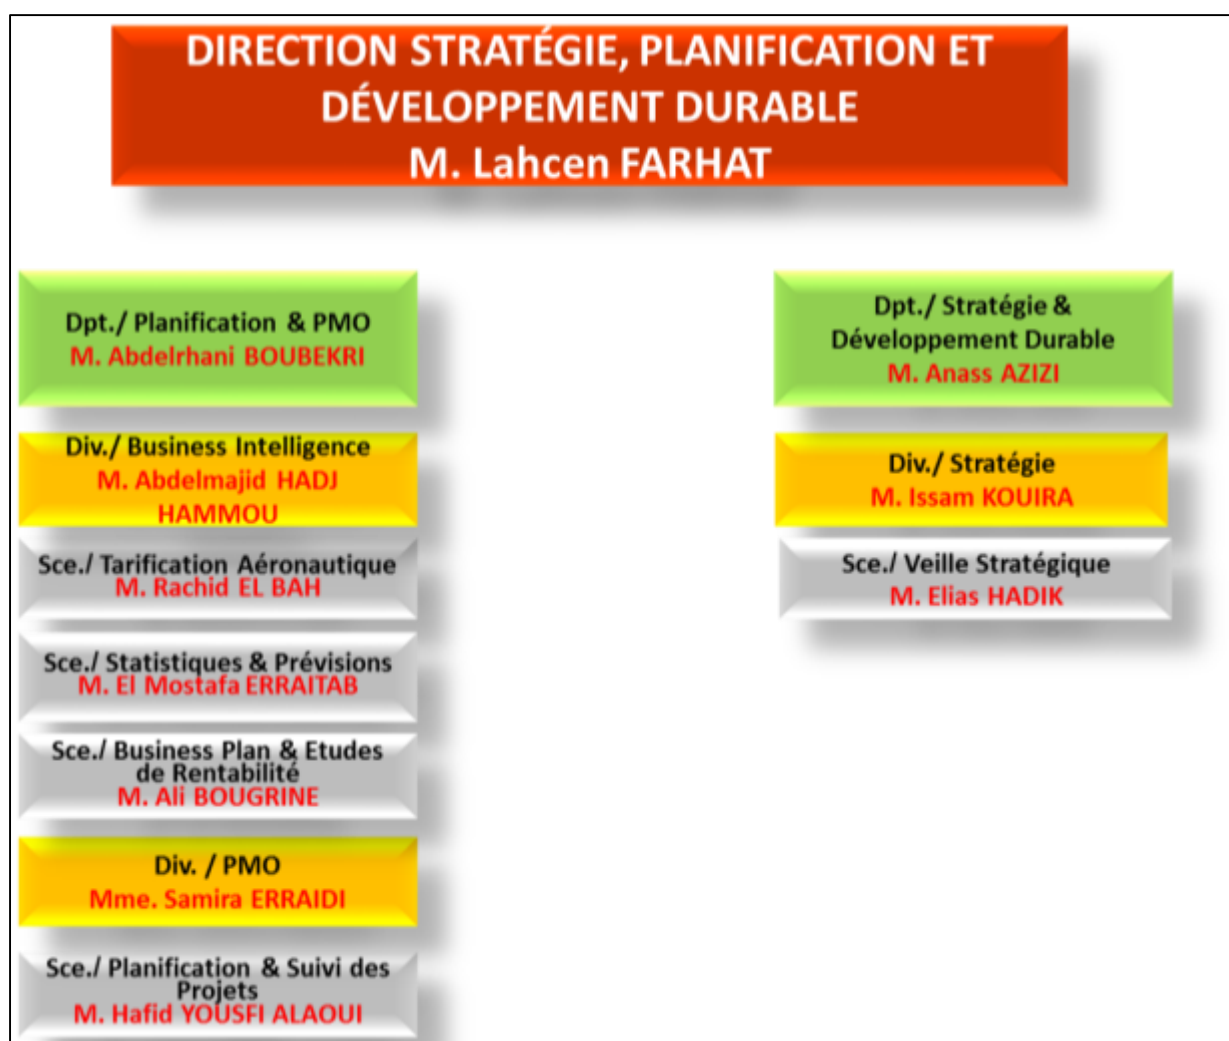 DIRECTION STRATÉGIE, PLANIFICATION ET
DÉVELOPPEMENT DURABLE
M. Lahcen FARHAT
Dpt./ Planification & PMO
M. Abdelrhani BOUBEKRI
Div./ Business Intelligence
M. Abdelmajid HADJ
HAMMOU
Sce./ Tarification Aéronautique
M. Rachid EL BAH
Sce./ Statistiques & Prévisions
M. El Mostafa ERRAITAB
Sce./ Business Plan & Etudes
de Rentabilité
M. Ali BOUGRINE
Div. / PMO
Mme. Samira ERRAIDI
Sce./ Planification & Suivi des
Projets
M. Hafid YOUSFI ALAOUI
Dpt./ Stratégie &
Développement Durable
M. Anass AZIZI
Div./ Stratégie
M. Issam KOUIRA
Sce./ Veille Stratégique
M. Elias HADIK